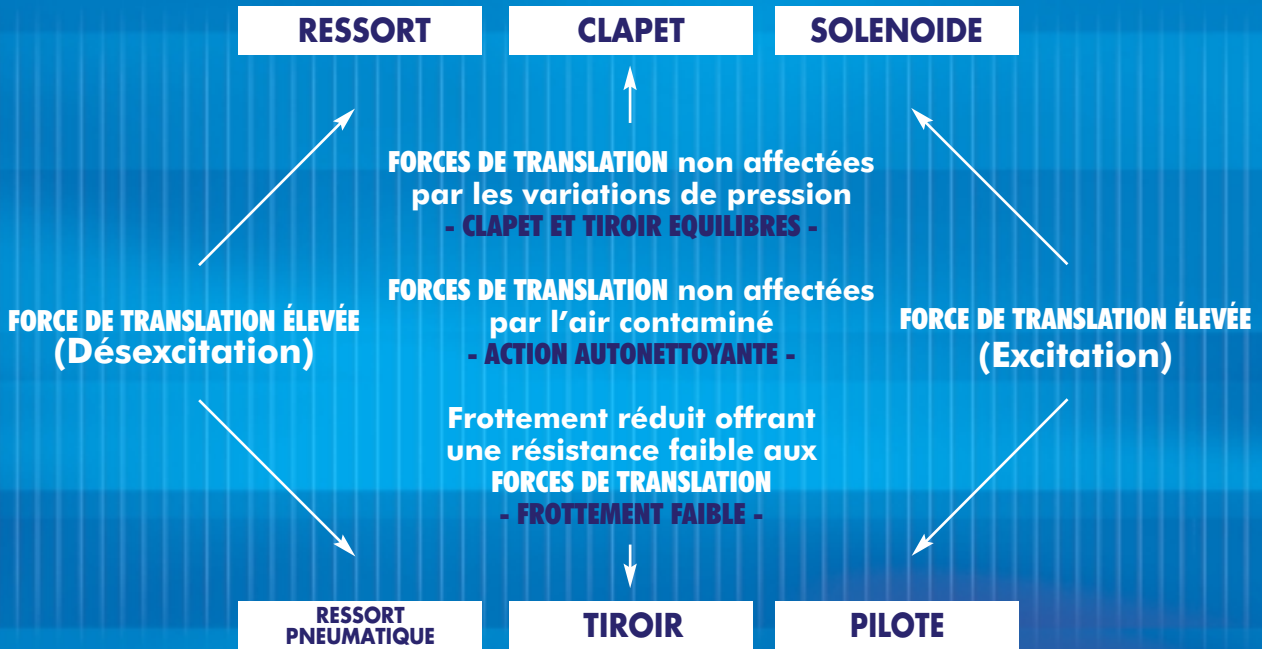 RESSORT
CLAPET
SOLENOIDE
FORCES DE TRANSLATION non affectées
par les variations de pression
- CLAPET ET TIROIR EQUILIBRES -
FORCES DE TRANSLATION non affectées
par l’air contaminé
- ACTION AUTONETTOYANTE -
FORCE DE TRANSLATION ÉLEVÉE
(Désexcitation)
FORCE DE TRANSLATION ÉLEVÉE
(Excitation)
Frottement réduit offrant
une résistance faible aux
FORCES DE TRANSLATION
- FROTTEMENT FAIBLE -
RESSORT
PNEUMATIQUE
TIROIR
PILOTE